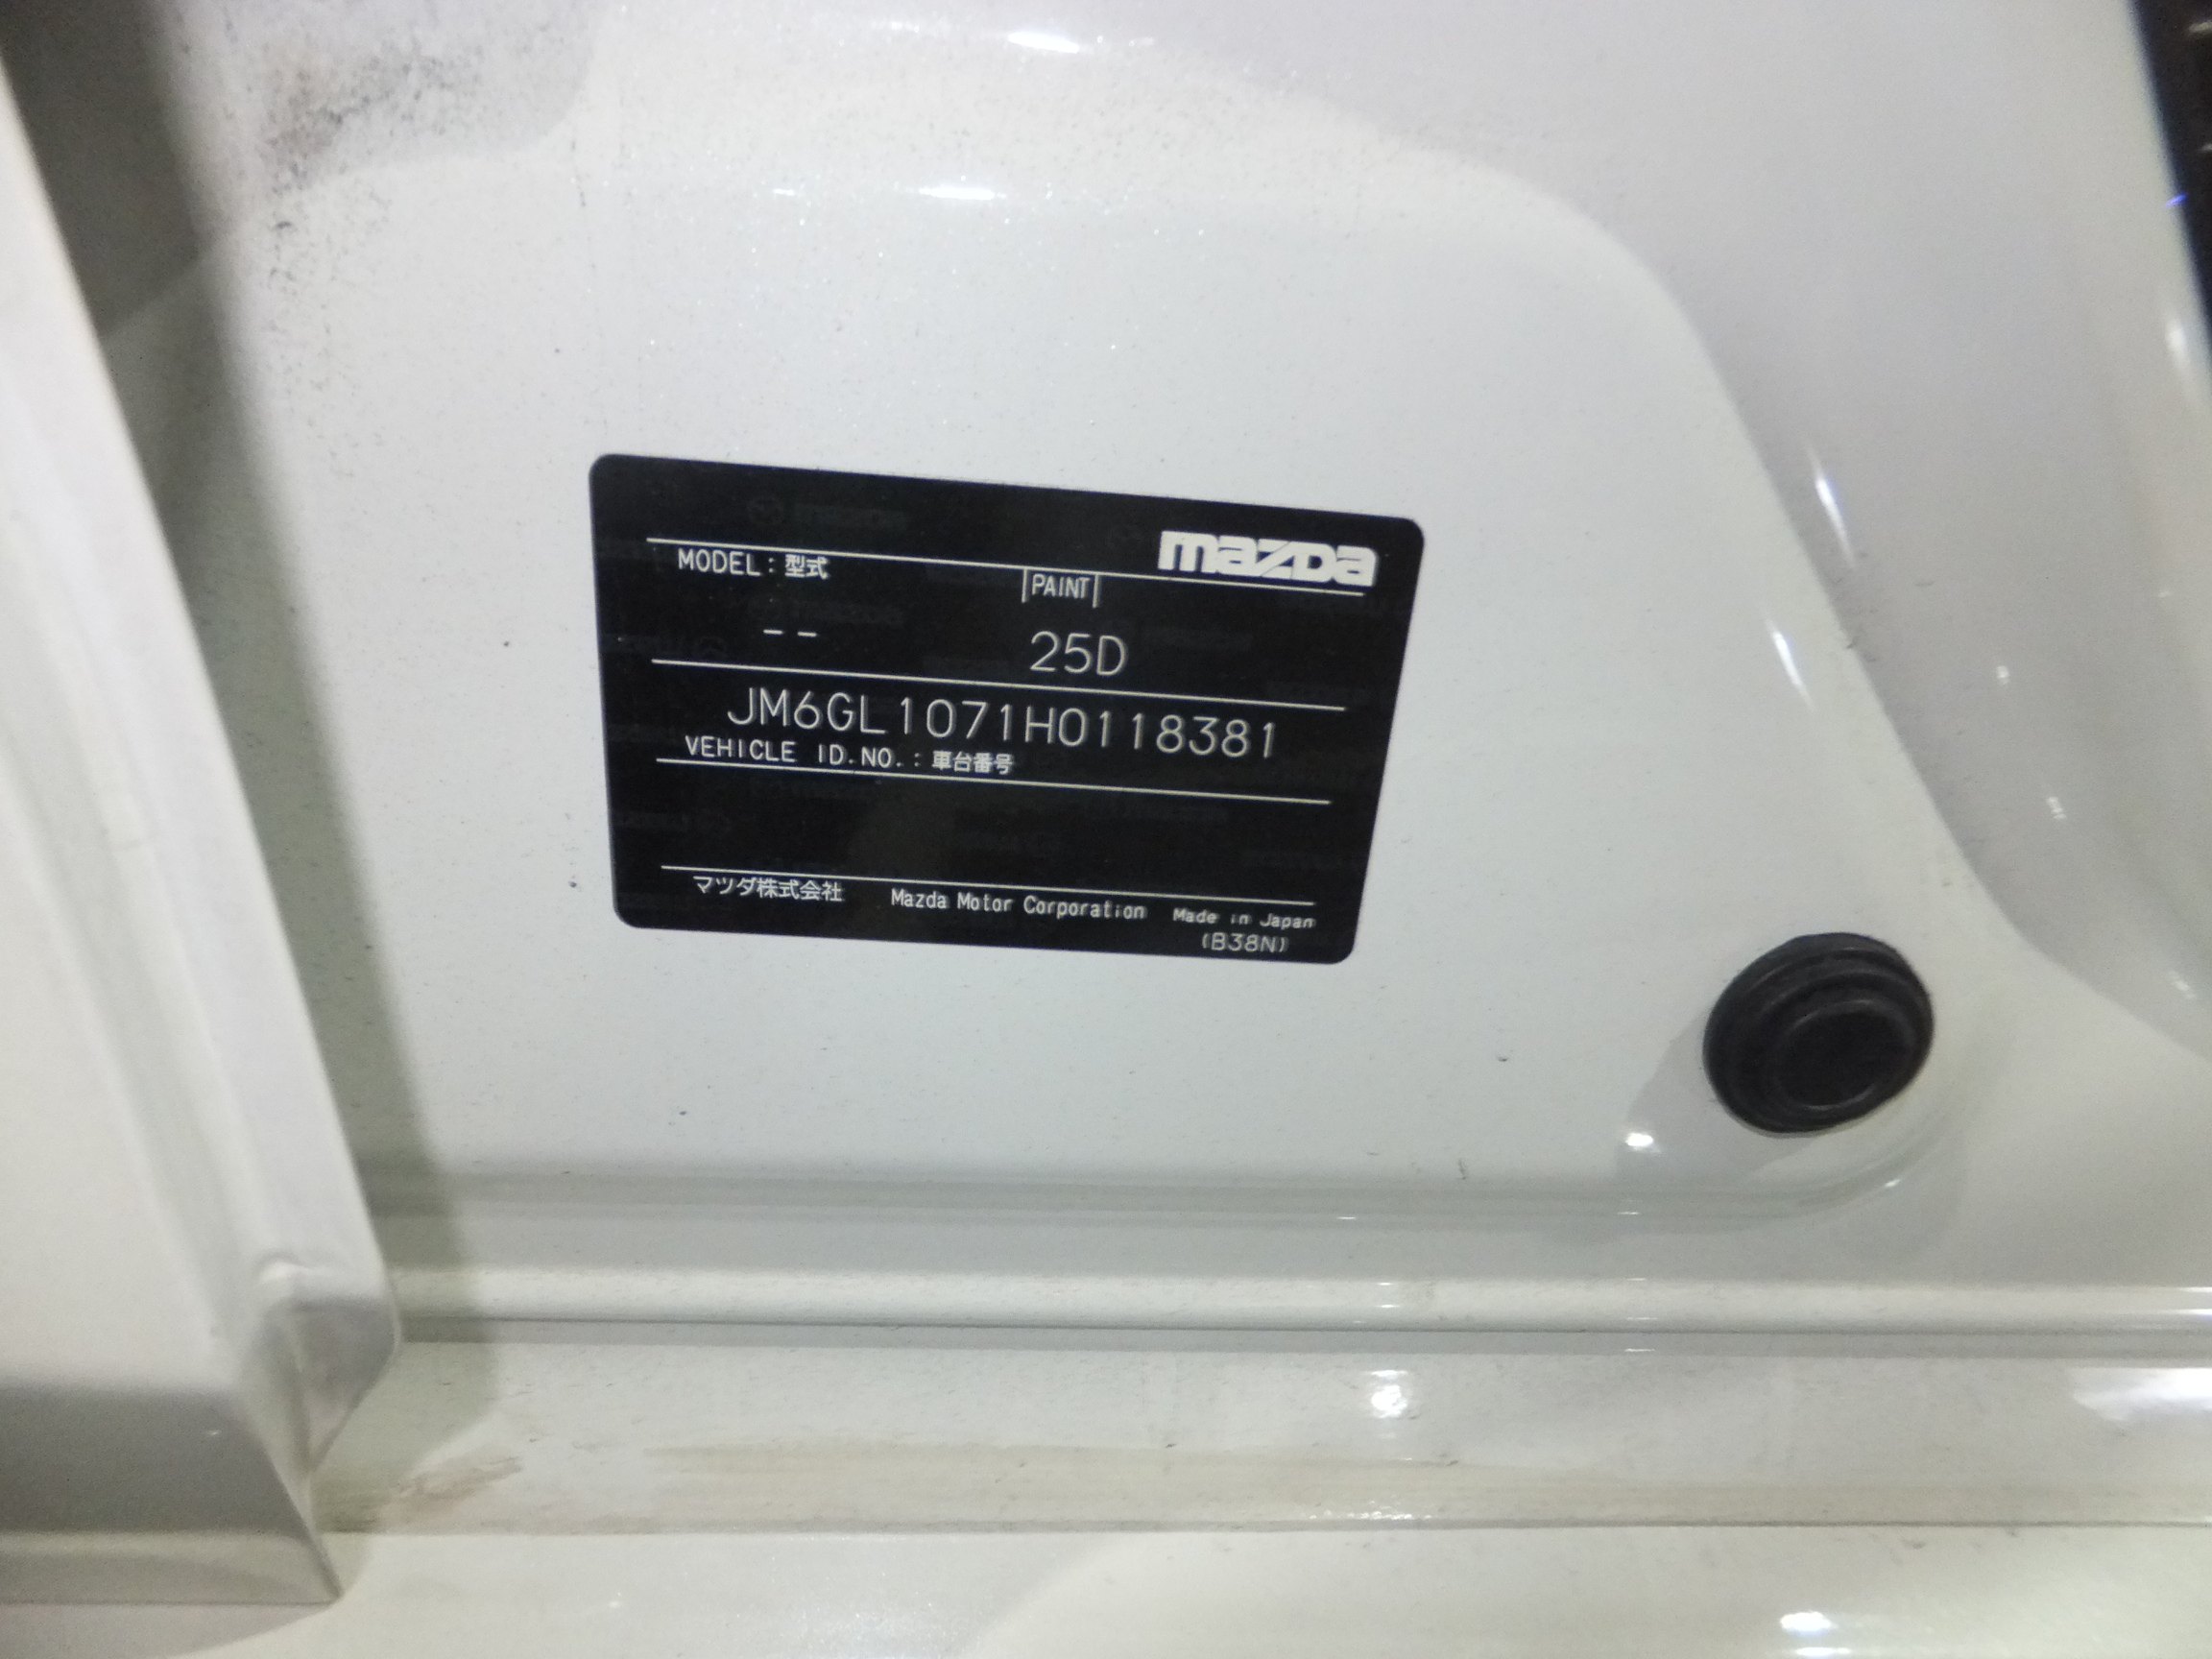 mazda
MODEL : 型式
PAINT
-- 25D
JM6GL1071H0118381
VEHICLE ID.NO. : 車台番号
マツダ株式会社 Mazda Motor Corporation Made in Japan
(B38N)